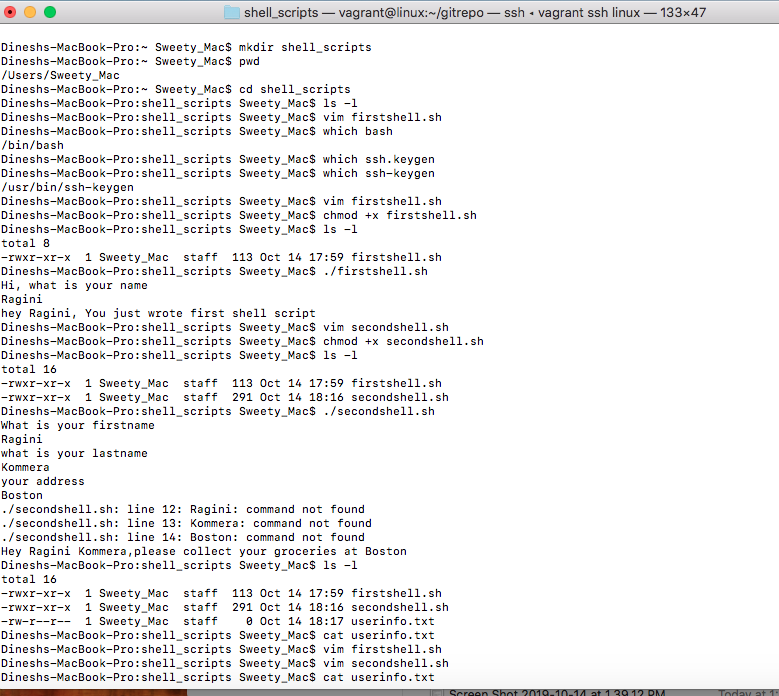 shell_scripts — vagrant@linux:~/gitrepo — ssh ◂ vagrant ssh linux — 133×47
Dineshs-MacBook-Pro:~ Sweety_Mac$ mkdir shell_scripts
Dineshs-MacBook-Pro:~ Sweety_Mac$ pwd
/Users/Sweety_Mac
Dineshs-MacBook-Pro:~ Sweety_Mac$ cd shell_scripts
Dineshs-MacBook-Pro:shell_scripts Sweety_Mac$ ls -l
Dineshs-MacBook-Pro:shell_scripts Sweety_Mac$ vim firstshell.sh
Dineshs-MacBook-Pro:shell_scripts Sweety_Mac$ which bash
/bin/bash
Dineshs-MacBook-Pro:shell_scripts Sweety_Mac$ which ssh.keygen
Dineshs-MacBook-Pro:shell_scripts Sweety_Mac$ which ssh-keygen
/usr/bin/ssh-keygen
Dineshs-MacBook-Pro:shell_scripts Sweety_Mac$ vim firstshell.sh
Dineshs-MacBook-Pro:shell_scripts Sweety_Mac$ chmod +x firstshell.sh
Dineshs-MacBook-Pro:shell_scripts Sweety_Mac$ ls -l
total 8
-rwxr-xr-x  1 Sweety_Mac  staff  113 Oct 14 17:59 firstshell.sh
Dineshs-MacBook-Pro:shell_scripts Sweety_Mac$ ./firstshell.sh
Hi, what is your name
Ragini
hey Ragini, You just wrote first shell script
Dineshs-MacBook-Pro:shell_scripts Sweety_Mac$ vim secondshell.sh
Dineshs-MacBook-Pro:shell_scripts Sweety_Mac$ chmod +x secondshell.sh
Dineshs-MacBook-Pro:shell_scripts Sweety_Mac$ ls -l
total 16
-rwxr-xr-x  1 Sweety_Mac  staff  113 Oct 14 17:59 firstshell.sh
-rwxr-xr-x  1 Sweety_Mac  staff  291 Oct 14 18:16 secondshell.sh
Dineshs-MacBook-Pro:shell_scripts Sweety_Mac$ ./secondshell.sh
What is your firstname
Ragini
what is your lastname
Kommera
your address
Boston
./secondshell.sh: line 12: Ragini: command not found
./secondshell.sh: line 13: Kommera: command not found
./secondshell.sh: line 14: Boston: command not found
Hey Ragini Kommera,please collect your groceries at Boston
Dineshs-MacBook-Pro:shell_scripts Sweety_Mac$ ls -l
total 16
-rwxr-xr-x  1 Sweety_Mac  staff  113 Oct 14 17:59 firstshell.sh
-rwxr-xr-x  1 Sweety_Mac  staff  291 Oct 14 18:16 secondshell.sh
-rw-r--r--  1 Sweety_Mac  staff    0 Oct 14 18:17 userinfo.txt
Dineshs-MacBook-Pro:shell_scripts Sweety_Mac$ cat userinfo.txt
Dineshs-MacBook-Pro:shell_scripts Sweety_Mac$ vim firstshell.sh
Dineshs-MacBook-Pro:shell_scripts Sweety_Mac$ vim secondshell.sh
Dineshs-MacBook-Pro:shell_scripts Sweety_Mac$ cat userinfo.txt
Screen Shot 2019-10-14 at 1.39.12 PM Today at